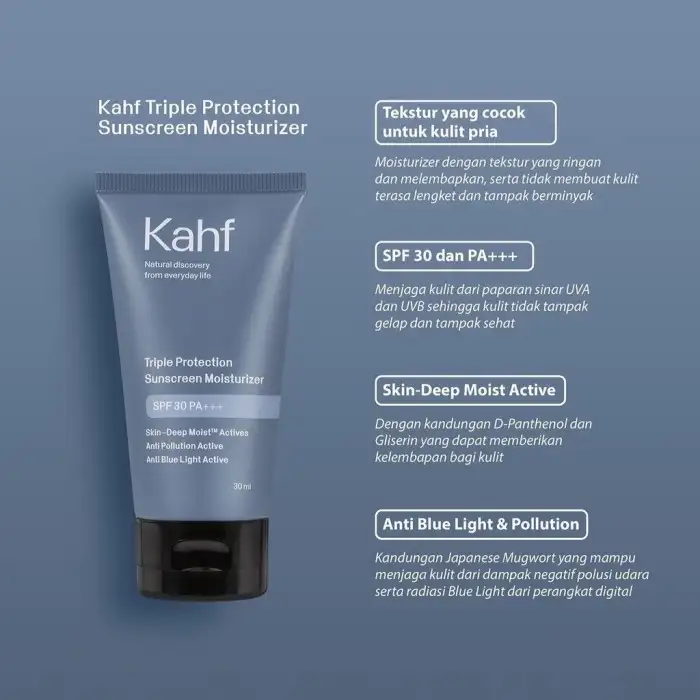 Kahf Triple Protection
Sunscreen Moisturizer
Kahf
Natural discovery
from everyday life
Triple Protection
Sunscreen Moisturizer
SPF 30 PA+++
Skin-Deep Moist™ Actives
Anti Pollution Active
Anti Blue Light Active
30 ml
Tekstur yang cocok
untuk kulit pria
Moisturizer dengan tekstur yang ringan
dan melembapkan, serta tidak membuat kulit
terasa lengket dan tampak berminyak
SPF 30 dan PA+++
Menjaga kulit dari paparan sinar UVA
dan UVB sehingga kulit tidak tampak
gelap dan tampak sehat
Skin-Deep Moist Active
Dengan kandungan D-Panthenol dan
Gliserin yang dapat memberikan
kelembapan bagi kulit
Anti Blue Light & Pollution
Kandungan Japanese Mugwort yang mampu
menjaga kulit dari dampak negatif polusi udara
serta radiasi Blue Light dari perangkat digital